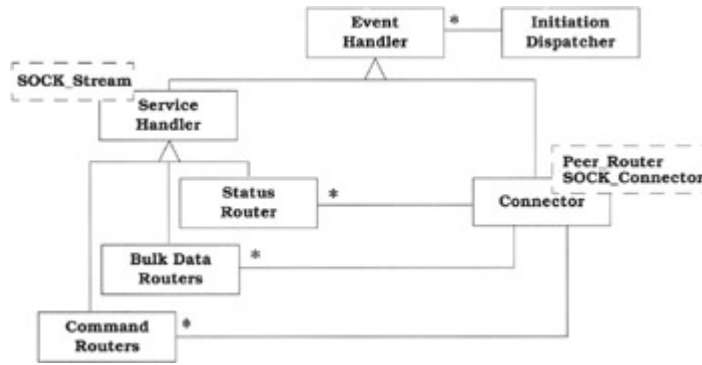 Event
Handler
*
Initiation
Dispatcher
SOCK_Stream
Service
Handler
Peer_Router
SOCK_Connector
Status
Router
*
Connector
Bulk Data
Routers
*
Command
Routers
*